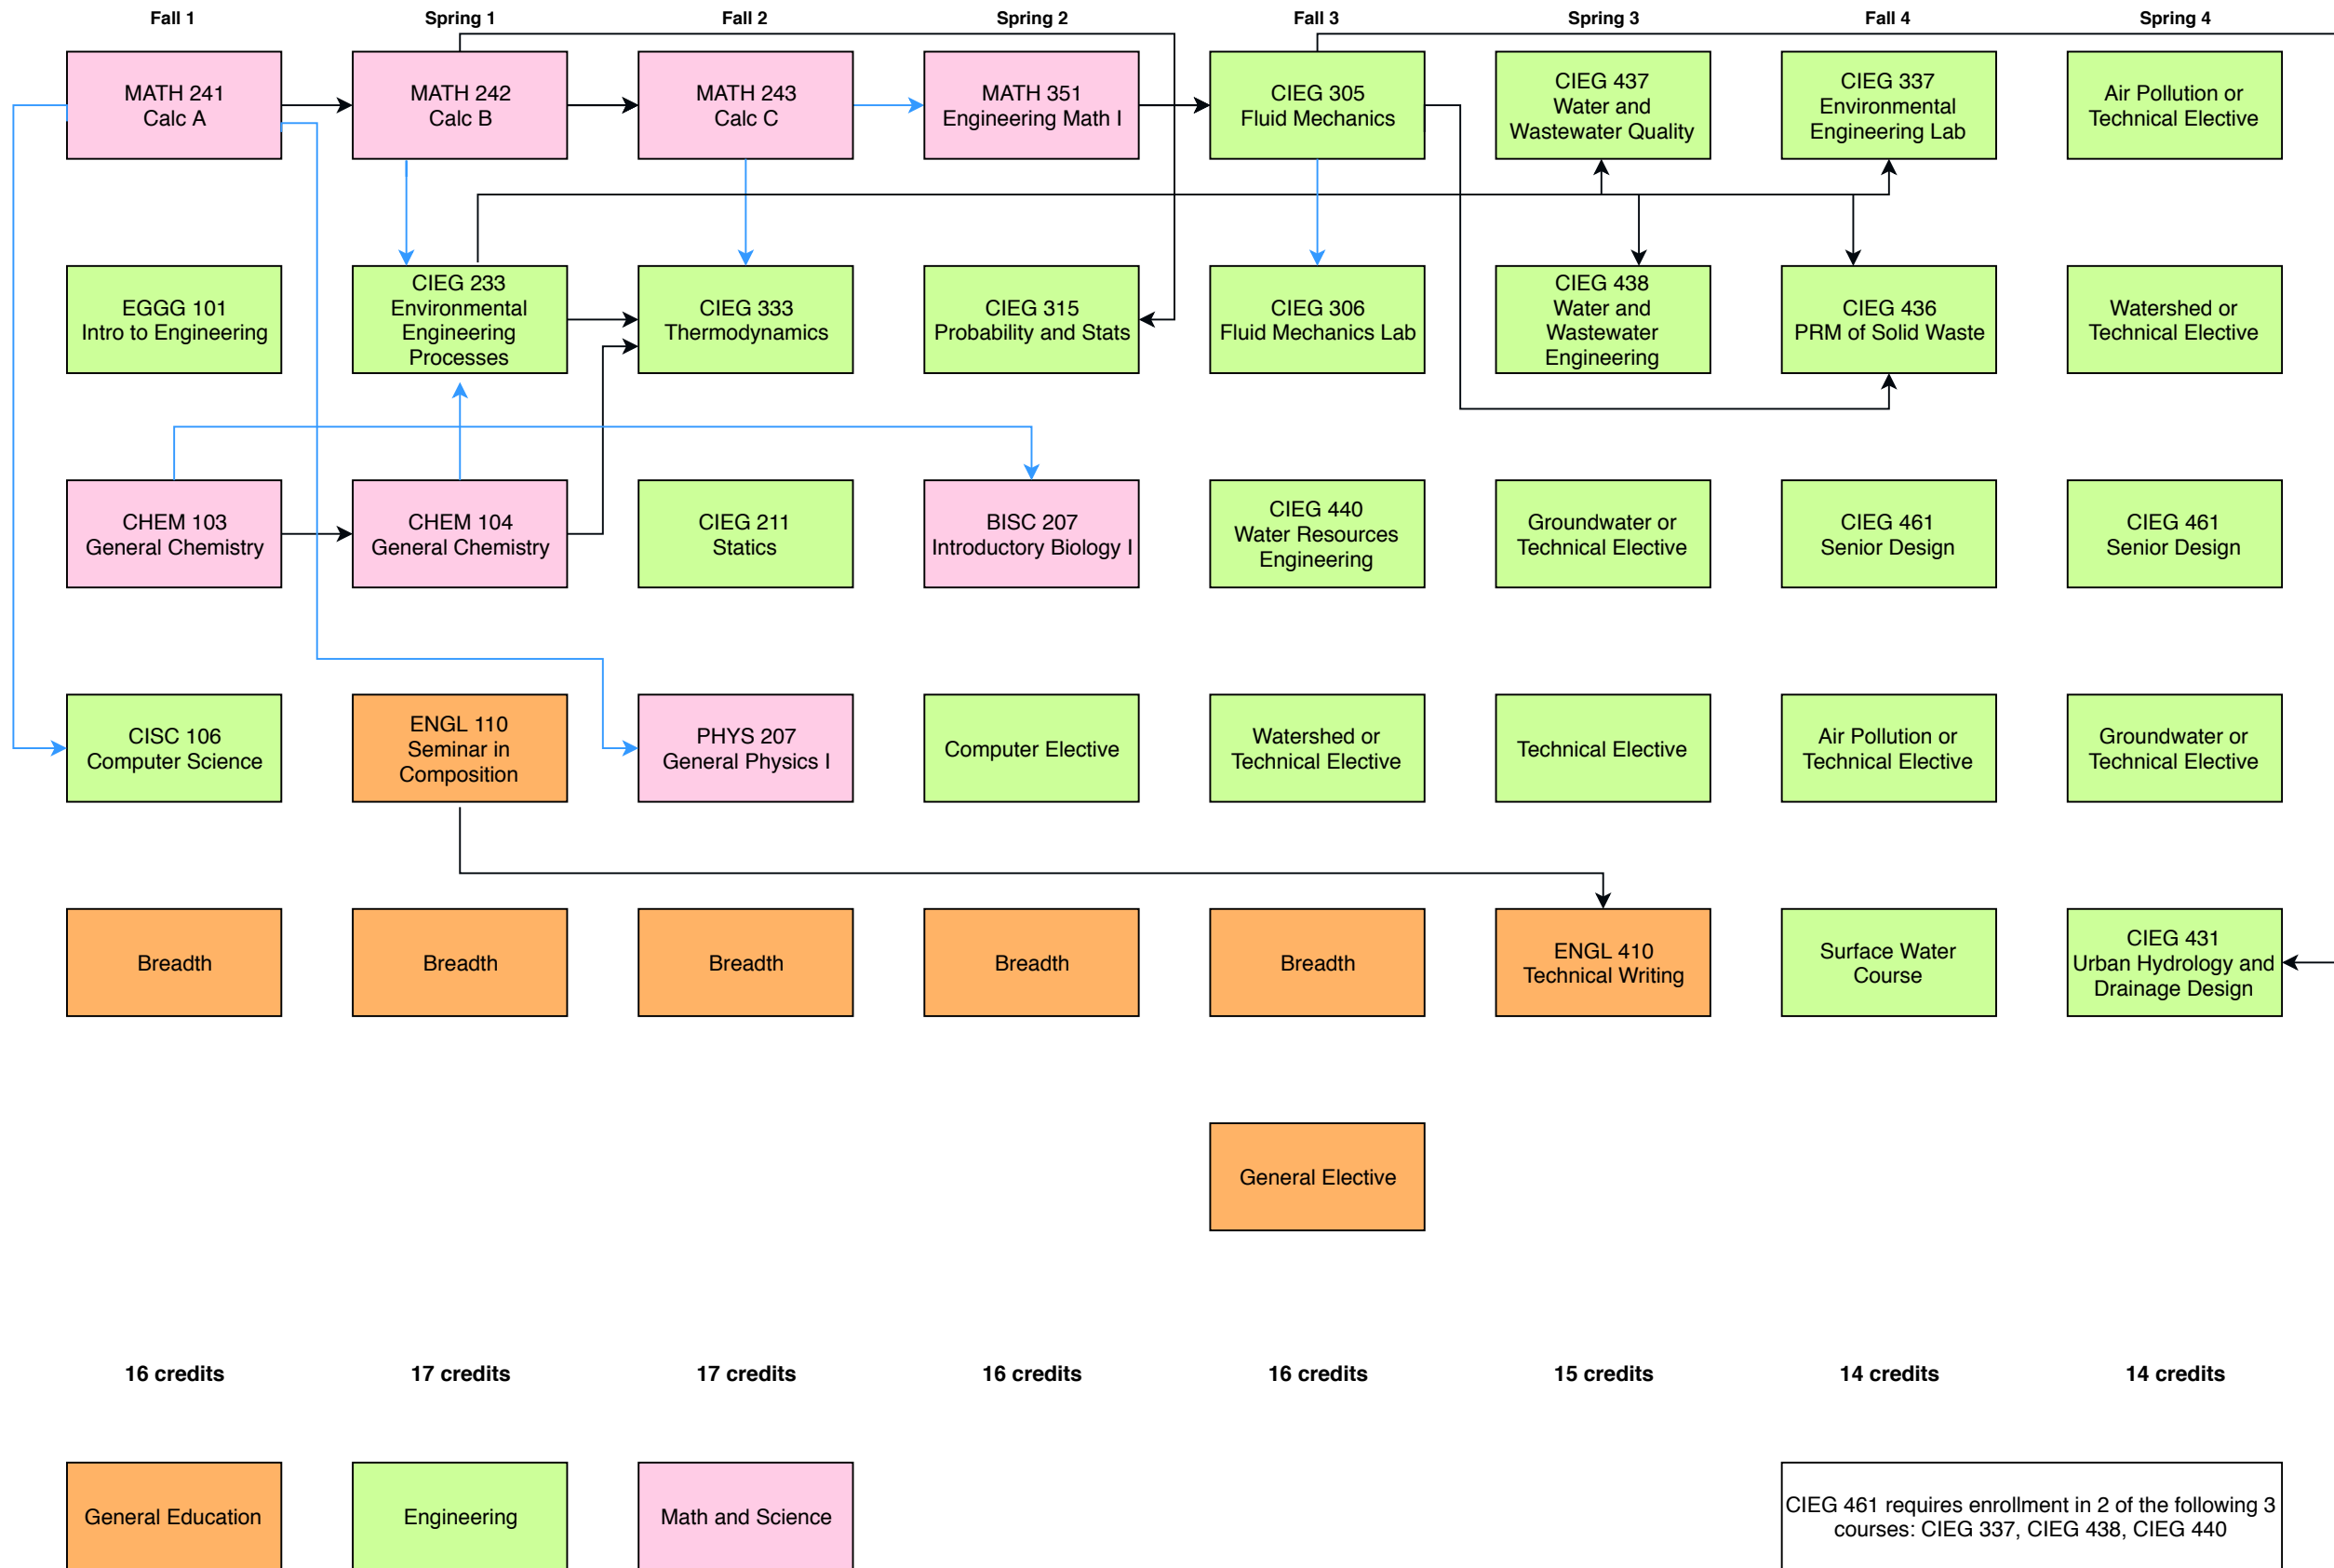 Fall 1
Spring 1
Fall 2
Spring 2
Fall 3
Spring 3
Fall 4
Spring 4
MATH 241
Calc A
MATH 242
Calc B
MATH 243
Calc C
MATH 351
Engineering Math I
CIEG 305
Fluid Mechanics
CIEG 437
Water and
Wastewater Quality
CIEG 337
Environmental
Engineering Lab
Air Pollution or
Technical Elective
EGGG 101
Intro to Engineering
CIEG 233
Environmental
Engineering
Processes
CIEG 333
Thermodynamics
CIEG 315
Probability and Stats
CIEG 306
Fluid Mechanics Lab
CIEG 438
Water and
Wastewater
Engineering
CIEG 436
PRM of Solid Waste
Watershed or
Technical Elective
CHEM 103
General Chemistry
CHEM 104
General Chemistry
CIEG 211
Statics
BISC 207
Introductory Biology I
CIEG 440
Water Resources
Engineering
Groundwater or
Technical Elective
CIEG 461
Senior Design
CIEG 461
Senior Design
CISC 106
Computer Science
ENGL 110
Seminar in
Composition
PHYS 207
General Physics I
Computer Elective
Watershed or
Technical Elective
Technical Elective
Air Pollution or
Technical Elective
Groundwater or
Technical Elective
Breadth
Breadth
Breadth
Breadth
Breadth
ENGL 410
Technical Writing
Surface Water
Course
CIEG 431
Urban Hydrology and
Drainage Design
General Elective
16 credits
17 credits
17 credits
16 credits
16 credits
15 credits
14 credits
14 credits
General Education
Engineering
Math and Science
CIEG 461 requires enrollment in 2 of the following 3
courses: CIEG 337, CIEG 438, CIEG 440